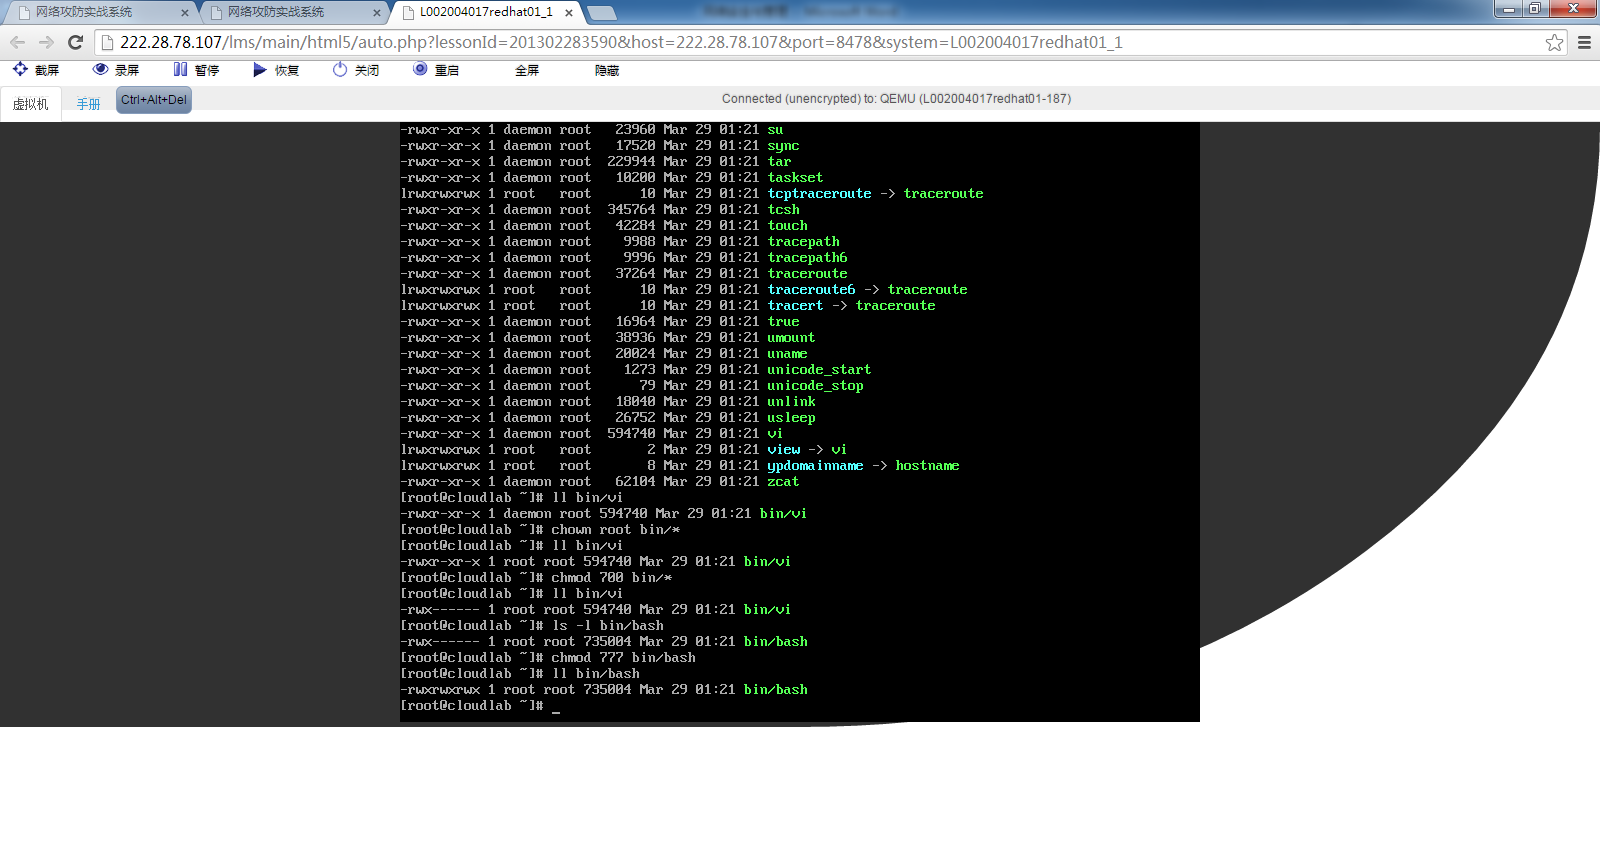 网络攻防实战系统
网络攻防实战系统
L002004017redhat01_1
222.28.78.107/lms/main/html5/auto.php?lessonId=201302283590&host=222.28.78.107&port=8478&system=L002004017redhat01_1
截屏 录屏 暂停 恢复 关闭 重启 全屏 隐藏
虚拟机 手册 Ctrl+Alt+Del Connected (unencrypted) to: QEMU (L002004017redhat01-187)
-rwxr-xr-x 1 daemon root   23960 Mar 29 01:21 su
-rwxr-xr-x 1 daemon root   17520 Mar 29 01:21 sync
-rwxr-xr-x 1 daemon root  229944 Mar 29 01:21 tar
-rwxr-xr-x 1 daemon root   10200 Mar 29 01:21 taskset
lrwxrwxrwx 1 root   root      10 Mar 29 01:21 tcptraceroute -> traceroute
-rwxr-xr-x 1 daemon root  345764 Mar 29 01:21 tcsh
-rwxr-xr-x 1 daemon root   42284 Mar 29 01:21 touch
-rwxr-xr-x 1 daemon root    9988 Mar 29 01:21 tracepath
-rwxr-xr-x 1 daemon root    9996 Mar 29 01:21 tracepath6
-rwxr-xr-x 1 daemon root   37264 Mar 29 01:21 traceroute
lrwxrwxrwx 1 root   root      10 Mar 29 01:21 traceroute6 -> traceroute
lrwxrwxrwx 1 root   root      10 Mar 29 01:21 tracert -> traceroute
-rwxr-xr-x 1 daemon root   16964 Mar 29 01:21 true
-rwxr-xr-x 1 daemon root   38936 Mar 29 01:21 umount
-rwxr-xr-x 1 daemon root   20024 Mar 29 01:21 uname
-rwxr-xr-x 1 daemon root    1273 Mar 29 01:21 unicode_start
-rwxr-xr-x 1 daemon root      79 Mar 29 01:21 unicode_stop
-rwxr-xr-x 1 daemon root   18040 Mar 29 01:21 unlink
-rwxr-xr-x 1 daemon root   26752 Mar 29 01:21 usleep
-rwxr-xr-x 1 daemon root  594740 Mar 29 01:21 vi
lrwxrwxrwx 1 root   root       2 Mar 29 01:21 view -> vi
lrwxrwxrwx 1 root   root       8 Mar 29 01:21 ypdomainname -> hostname
-rwxr-xr-x 1 daemon root   62104 Mar 29 01:21 zcat
[root@cloudlab ~]# ll bin/vi
-rwxr-xr-x 1 daemon root 594740 Mar 29 01:21 bin/vi
[root@cloudlab ~]# chown root bin/*
[root@cloudlab ~]# ll bin/vi
-rwxr-xr-x 1 root root 594740 Mar 29 01:21 bin/vi
[root@cloudlab ~]# chmod 700 bin/*
[root@cloudlab ~]# ll bin/vi
-rwx------ 1 root root 594740 Mar 29 01:21 bin/vi
[root@cloudlab ~]# ls -l bin/bash
-rwx------ 1 root root 735004 Mar 29 01:21 bin/bash
[root@cloudlab ~]# chmod 777 bin/bash
[root@cloudlab ~]# ll bin/bash
-rwxrwxrwx 1 root root 735004 Mar 29 01:21 bin/bash
[root@cloudlab ~]# _